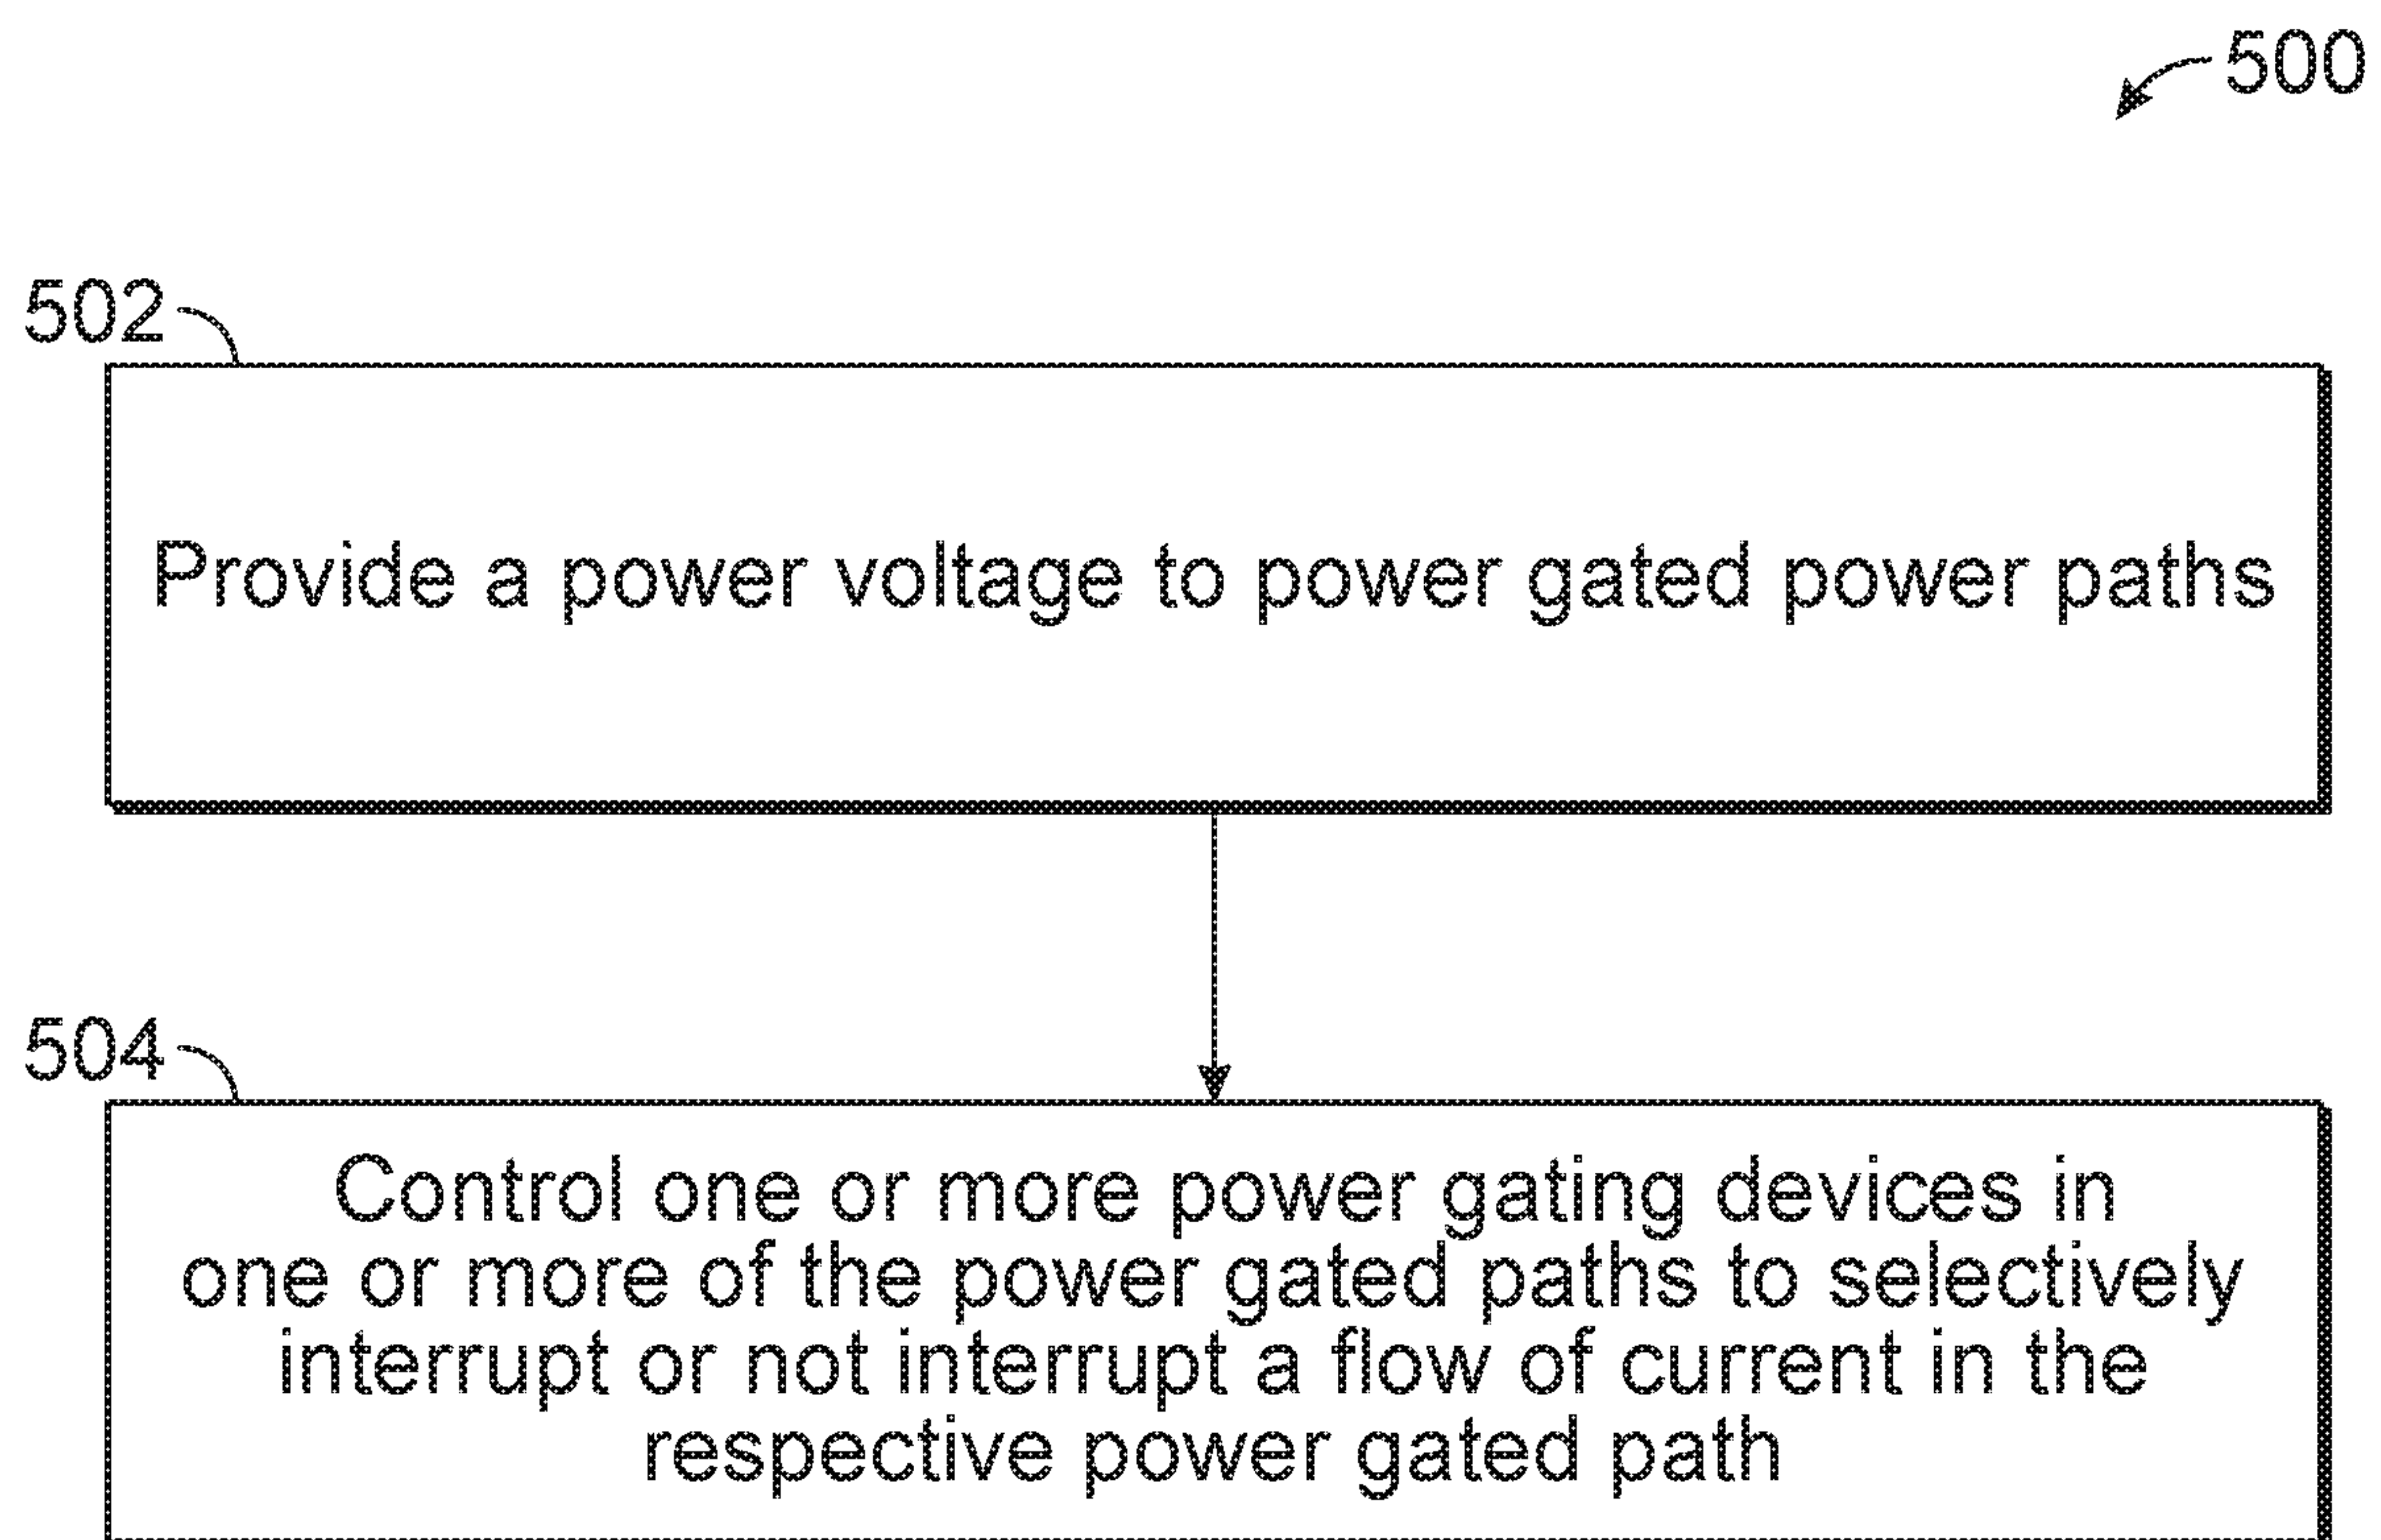 500
502
Provide a power voltage to power gated power paths
504
Control one or more power gating devices in
one or more of the power gated paths to selectively
interrupt or not interrupt a flow of current in the
respective power gated path